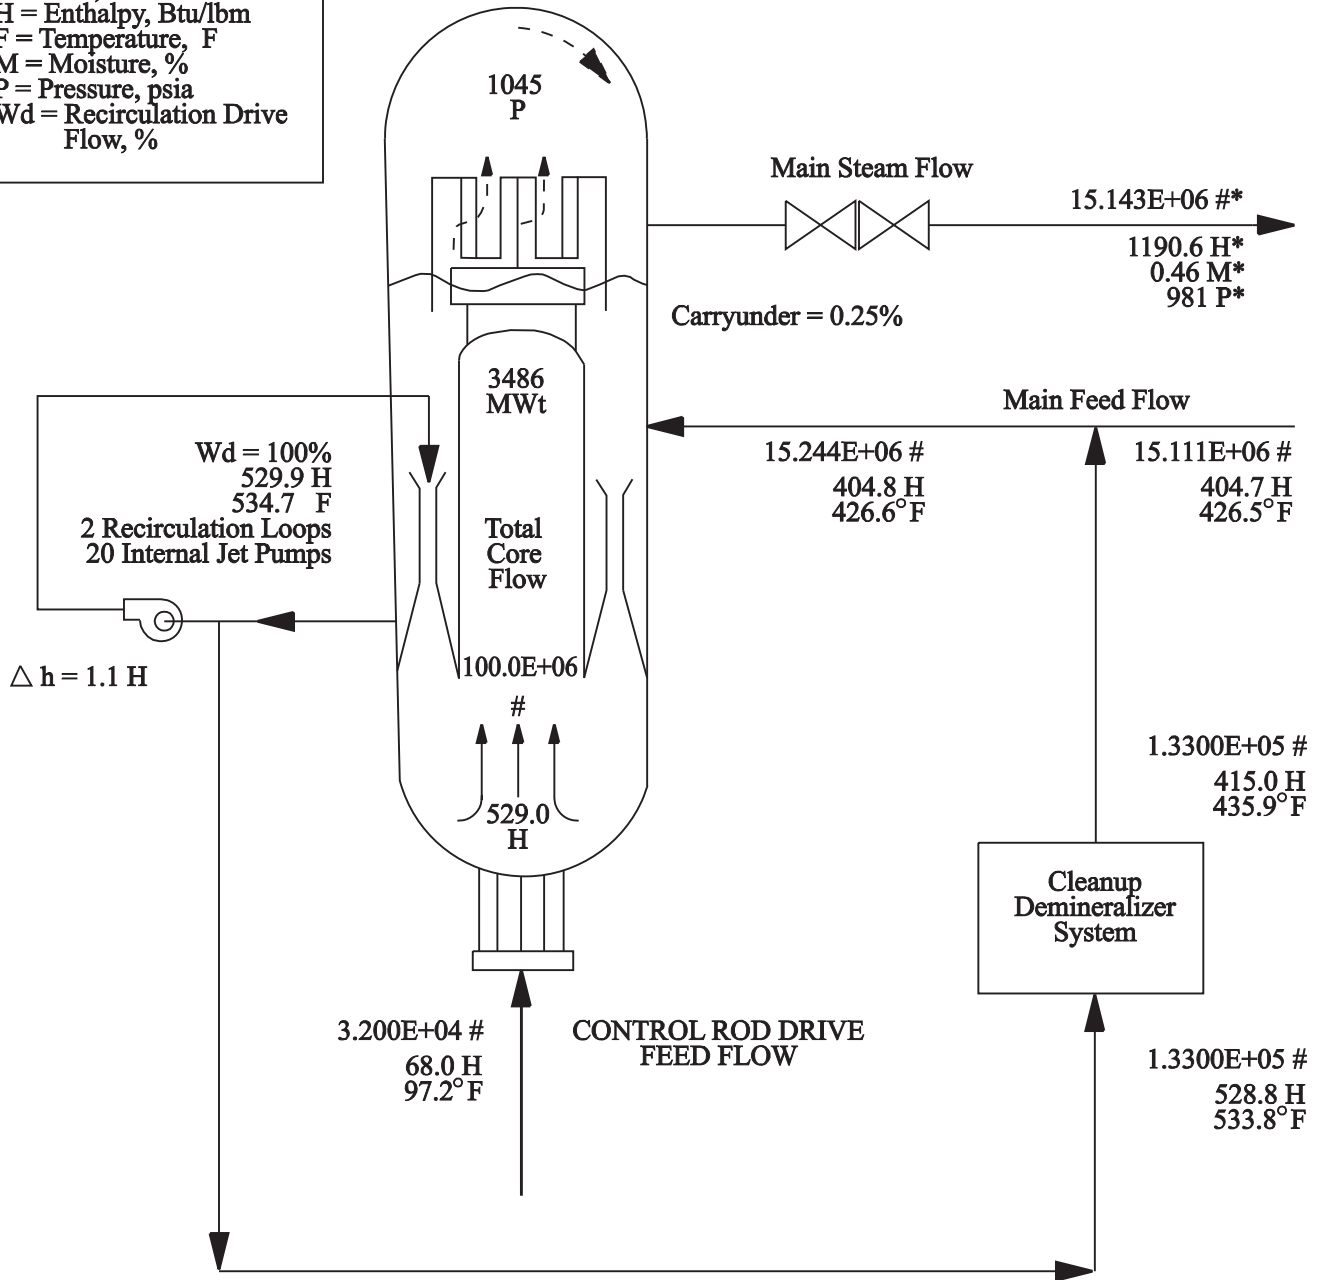 H = Enthalpy, Btu/lbm
F = Temperature, F
M = Moisture, %
P = Pressure, psia
Wd = Recirculation Drive
Flow, %
1045
P
Main Steam Flow
15.143E+06 #*
1190.6 H*
0.46 M*
981 P*
Carryunder = 0.25%
3486
MWt
Main Feed Flow
Wd = 100%
529.9 H
534.7 F
2 Recirculation Loops
20 Internal Jet Pumps
15.244E+06 #
404.8 H
426.6°F
15.111E+06 #
404.7 H
426.5°F
Total
Core
Flow
100.0E+06
#
△ h = 1.1 H
529.0
H
1.3300E+05 #
415.0 H
435.9°F
Cleanup
Demineralizer
System
3.200E+04 #
68.0 H
97.2°F
CONTROL ROD DRIVE
FEED FLOW
1.3300E+05 #
528.8 H
533.8°F